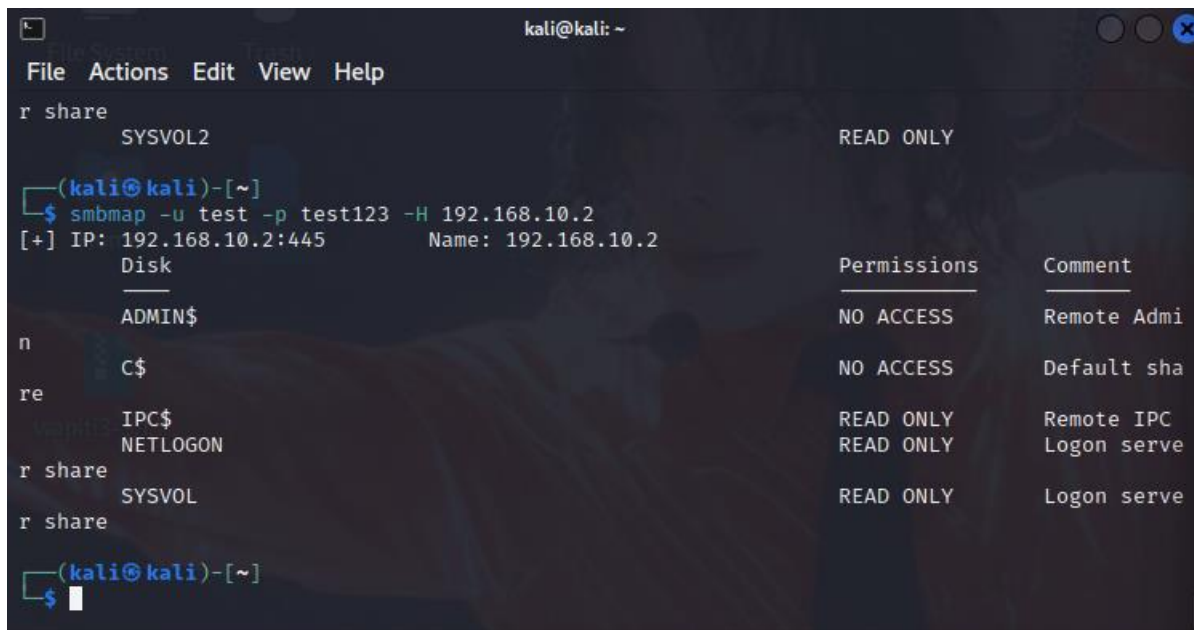 kali@kali: ~
File System
Trash
File Actions Edit View Help
r share
SYSVOL2 READ ONLY
┌──(kali㉿kali)-[~]
└─$ smbmap -u test -p test123 -H 192.168.10.2
[+] IP: 192.168.10.2:445 Name: 192.168.10.2
Disk Permissions Comment
ADMIN$ NO ACCESS Remote Admi
n
C$ NO ACCESS Default sha
re
IPC$ READ ONLY Remote IPC
NETLOGON READ ONLY Logon serve
r share
SYSVOL READ ONLY Logon serve
r share
┌──(kali㉿kali)-[~]
└─$